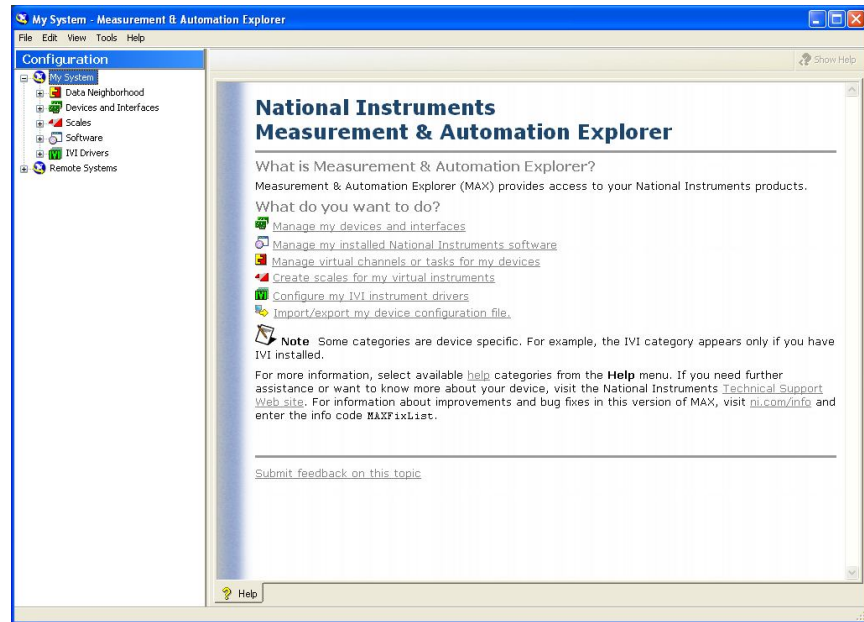 My System - Measurement & Automation Explorer
File Edit View Tools Help
Configuration
Show Help
My System
Data Neighborhood
Devices and Interfaces
Scales
Software
IVI Drivers
Remote Systems
National Instruments
Measurement & Automation Explorer
What is Measurement & Automation Explorer?
Measurement & Automation Explorer (MAX) provides access to your National Instruments products.
What do you want to do?
Manage my devices and interfaces
Manage my installed National Instruments software
Manage virtual channels or tasks for my devices
Create scales for my virtual instruments
Configure my IVI instrument drivers
Import/export my device configuration file.
Note Some categories are device specific. For example, the IVI category appears only if you have
IVI installed.
For more information, select available help categories from the Help menu. If you need further
assistance or want to know more about your device, visit the National Instruments Technical Support
Web site. For information about improvements and bug fixes in this version of MAX, visit ni.com/info and
enter the info code MAXFixList.
Submit feedback on this topic
Help